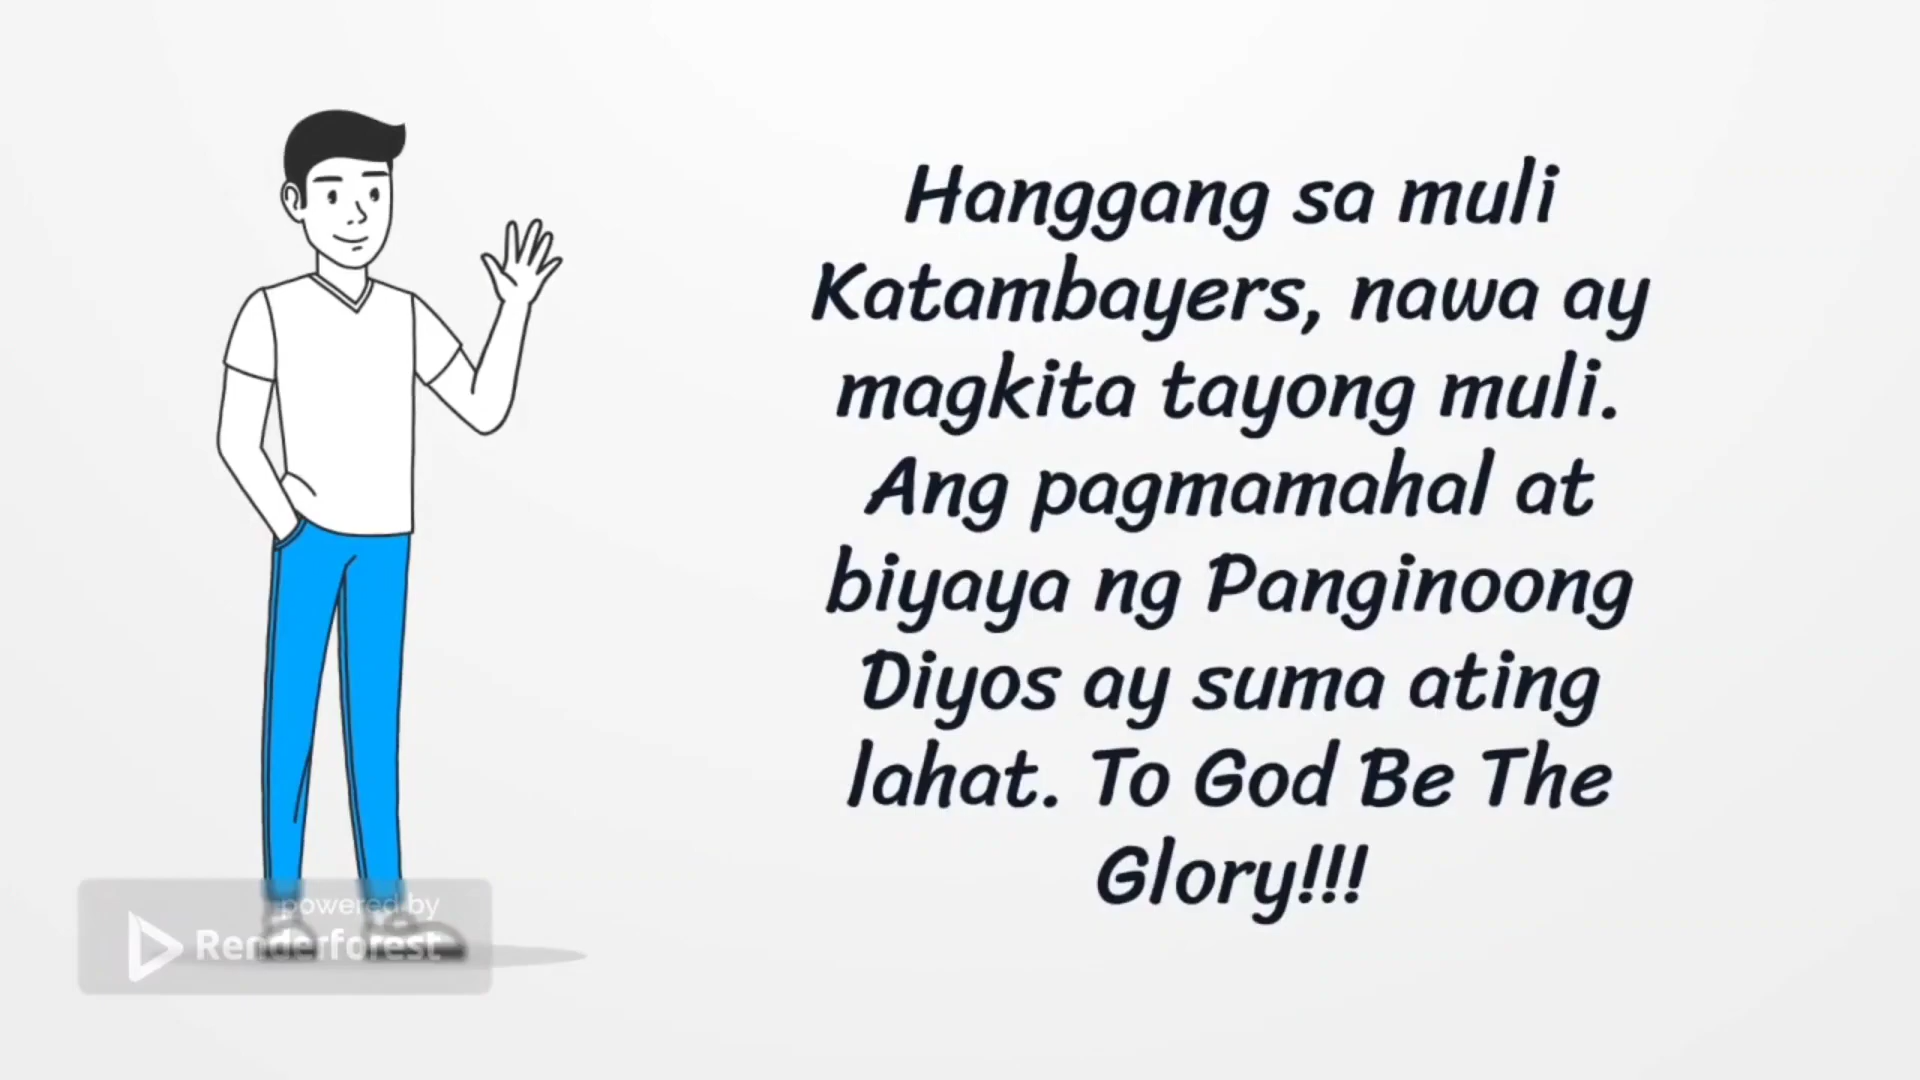 Hanggang sa muli
Katambayers, nawa ay
magkita tayong muli.
Ang pagmamahal at
biyaya ng Panginoong
Diyos ay suma ating
lahat. To God Be The
Glory!!!
powered by
Renderforest